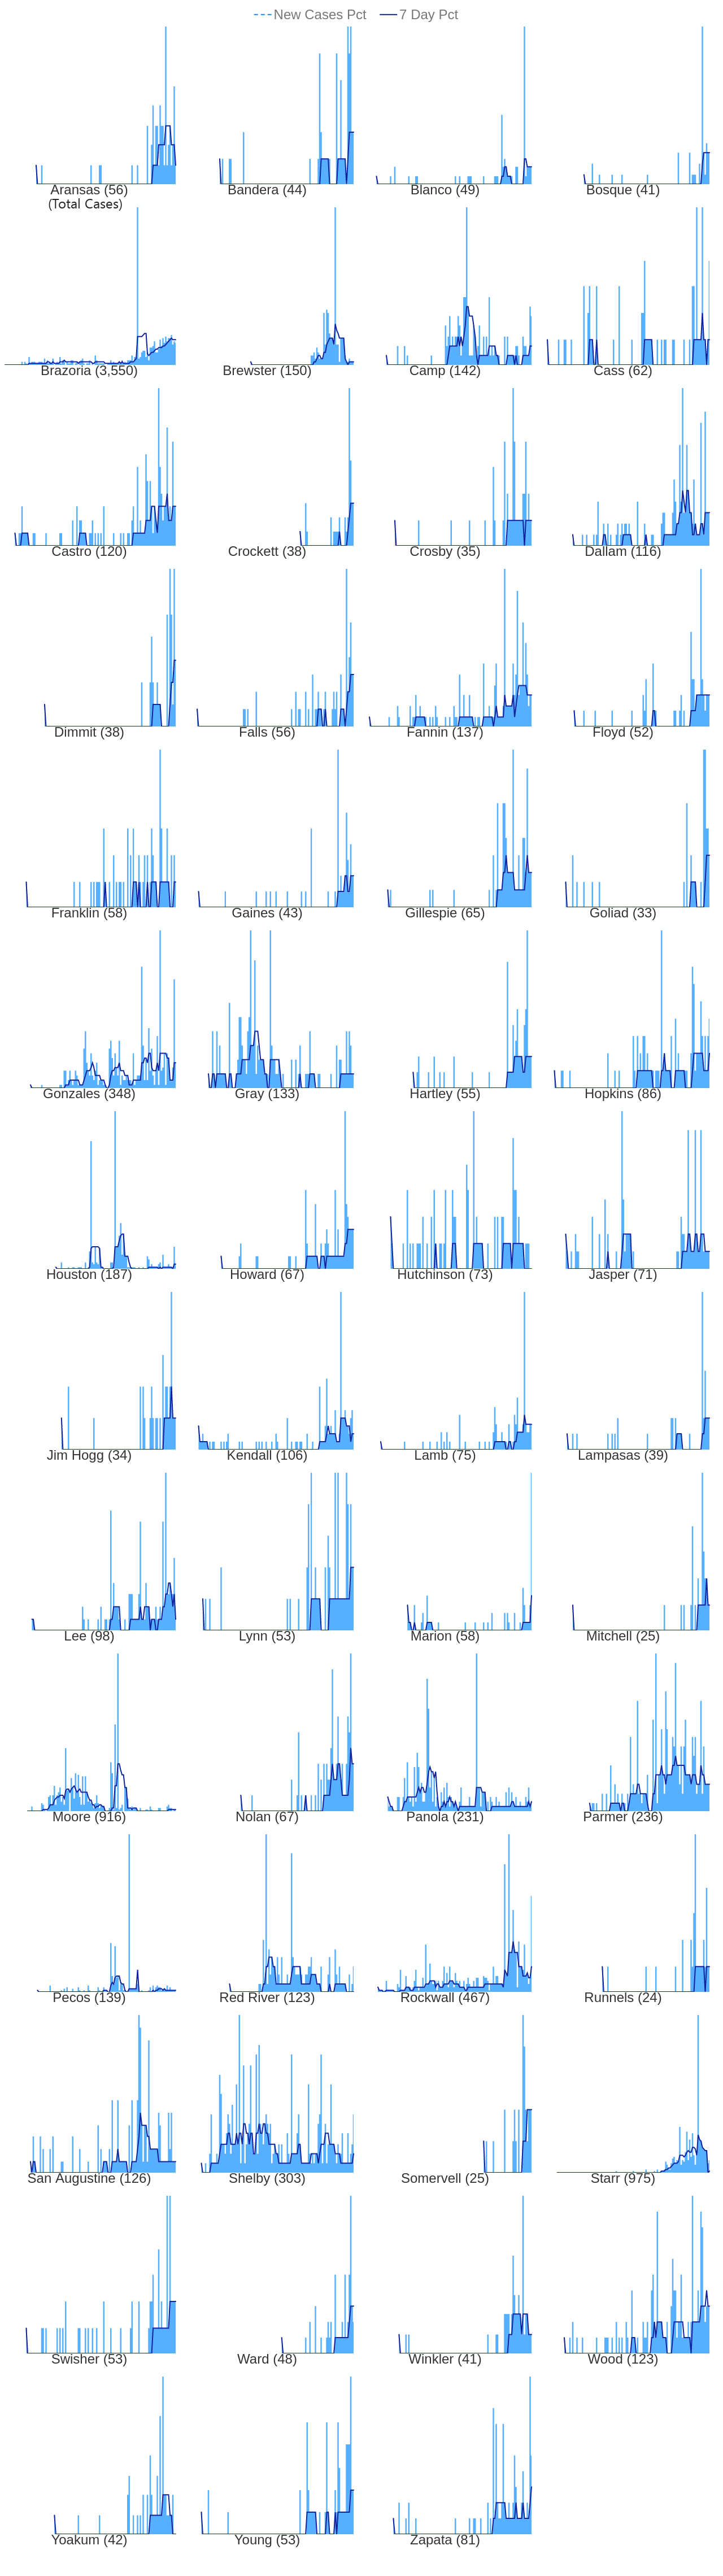 New Cases Pct 7 Day Pct
Aransas (56) Bandera (44) Blanco (49) Bosque (41)
(Total Cases)
Brazoria (3,550) Brewster (150) Camp (142) Cass (62)
Castro (120) Crockett (38) Crosby (35) Dallam (116)
Dimmit (38) Falls (56) Fannin (137) Floyd (52)
Franklin (58) Gaines (43) Gillespie (65) Goliad (33)
Gonzales (348) Gray (133) Hartley (55) Hopkins (86)
Houston (187) Howard (67) Hutchinson (73) Jasper (71)
Jim Hogg (34) Kendall (106) Lamb (75) Lampasas (39)
Lee (98) Lynn (53) Marion (58) Mitchell (25)
Moore (916) Nolan (67) Panola (231) Parmer (236)
Pecos (139) Red River (123) Rockwall (467) Runnels (24)
San Augustine (126) Shelby (303) Somervell (25) Starr (975)
Swisher (53) Ward (48) Winkler (41) Wood (123)
Yoakum (42) Young (53) Zapata (81)